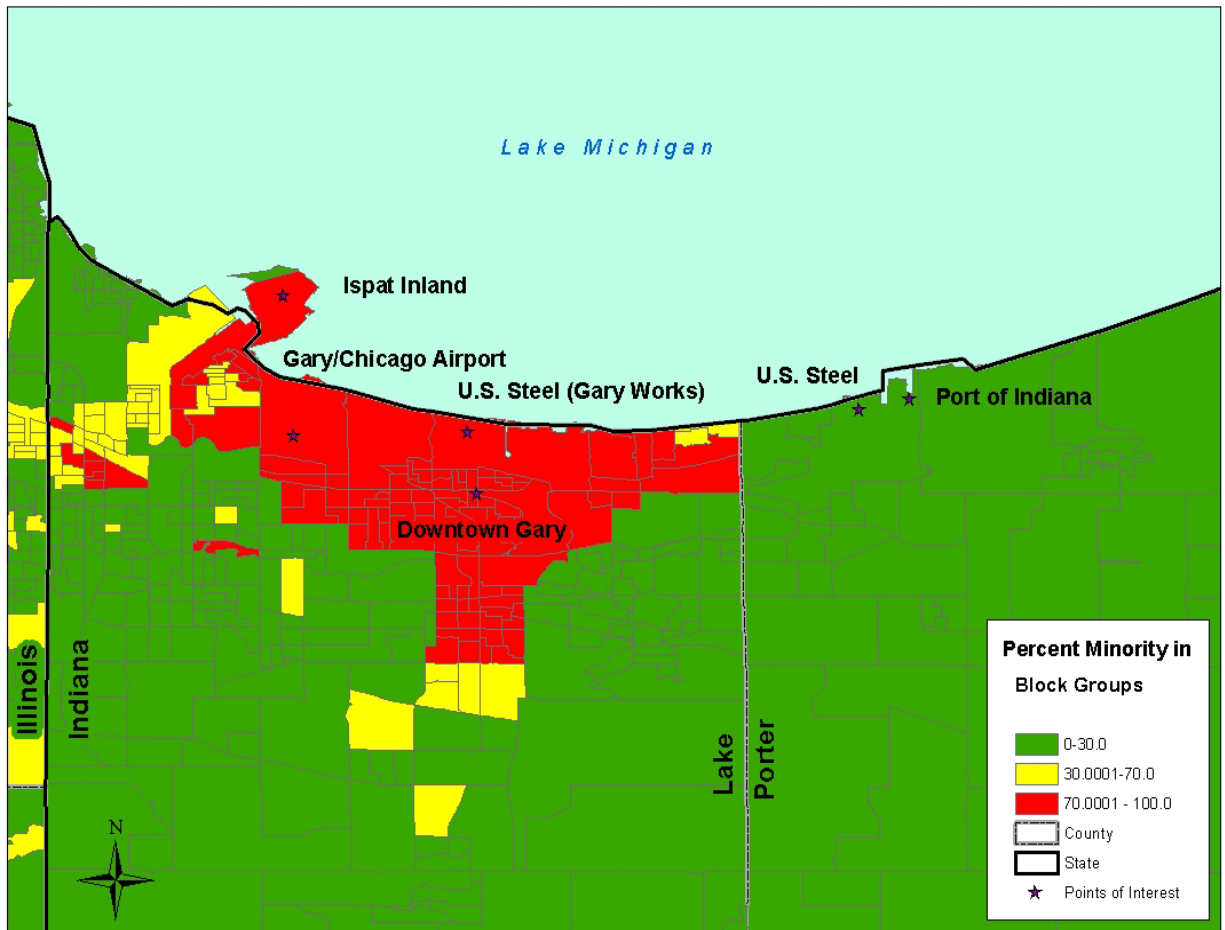 Lake Michigan
Ispat Inland
Gary/Chicago Airport
U.S. Steel (Gary Works)
U.S. Steel
Port of Indiana
Downtown Gary
Illinois
Indiana
Lake
Porter
N
Percent Minority in
Block Groups
0-30.0
30.0001-70.0
70.0001 - 100.0
County
State
Points of Interest